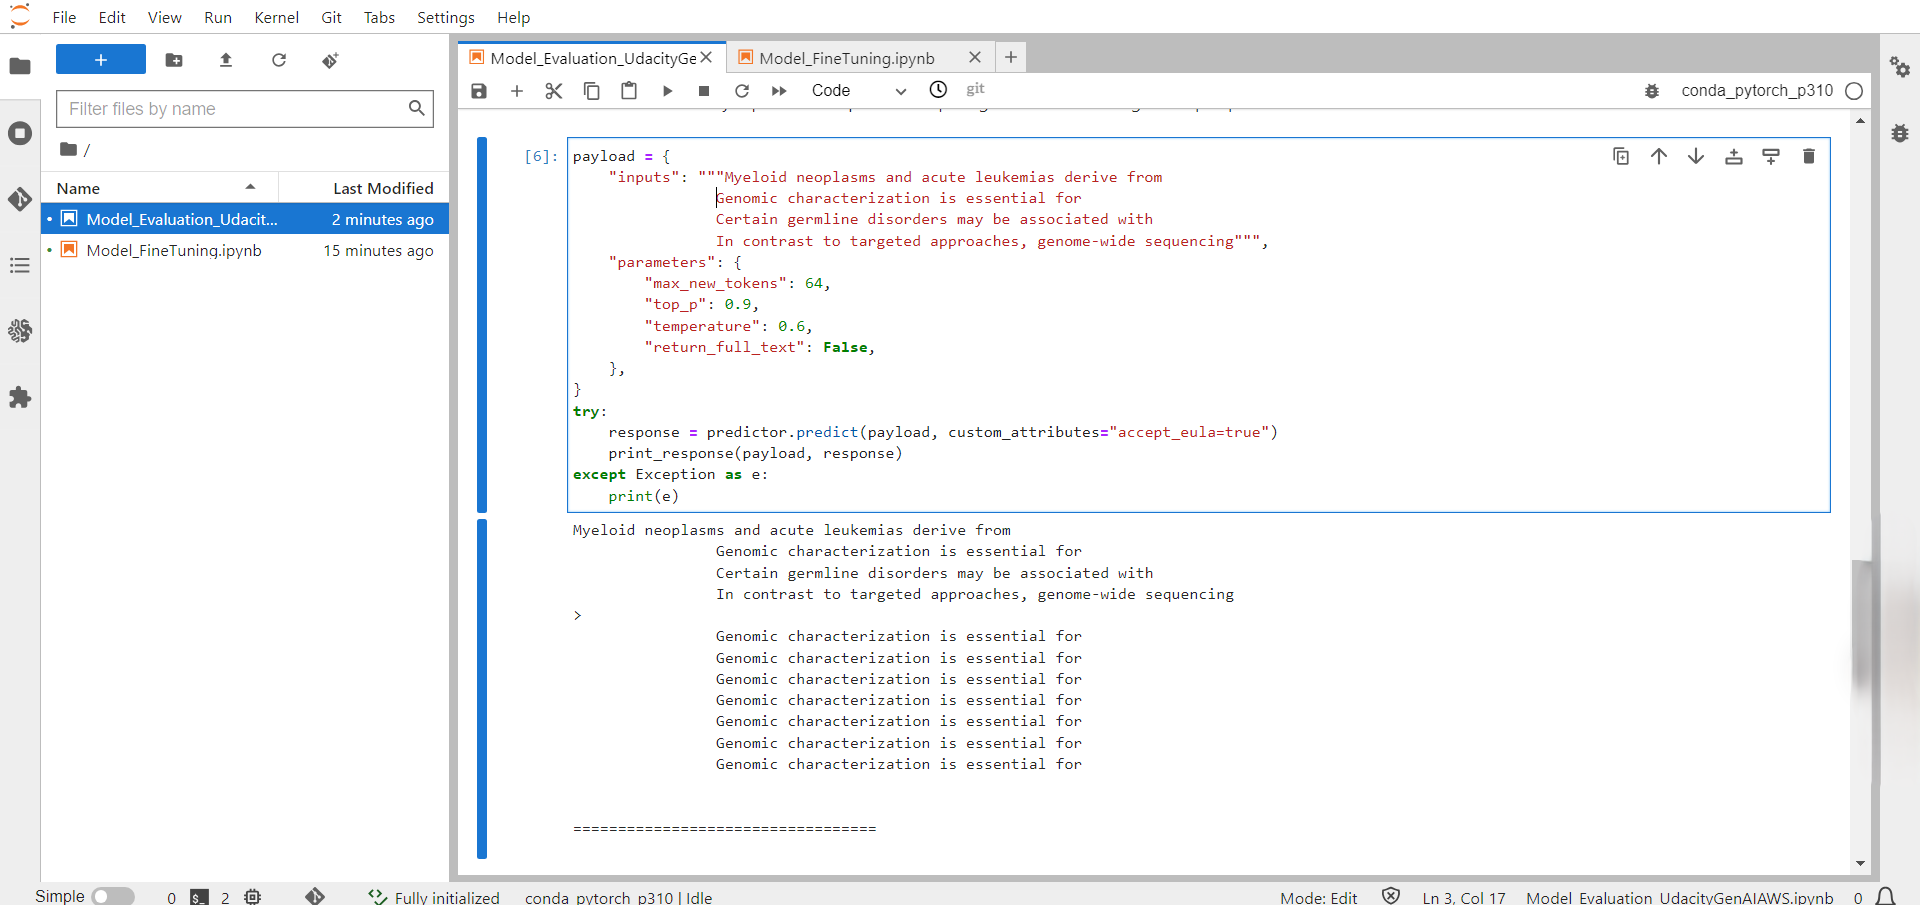 File Edit View Run Kernel Git Tabs Settings Help
Filter files by name
/
Name Last Modified
Model_Evaluation_Udacit... 2 minutes ago
Model_FineTuning.ipynb 15 minutes ago
Model_Evaluation_UdacityGe
Model_FineTuning.ipynb
Code
git
conda_pytorch_p310
[6]:
payload = {
    "inputs": """Myeloid neoplasms and acute leukemias derive from
                Genomic characterization is essential for
                Certain germline disorders may be associated with
                In contrast to targeted approaches, genome-wide sequencing""",
    "parameters": {
        "max_new_tokens": 64,
        "top_p": 0.9,
        "temperature": 0.6,
        "return_full_text": False,
    },
}
try:
    response = predictor.predict(payload, custom_attributes="accept_eula=true")
    print_response(payload, response)
except Exception as e:
    print(e)
Myeloid neoplasms and acute leukemias derive from
                Genomic characterization is essential for
                Certain germline disorders may be associated with
                In contrast to targeted approaches, genome-wide sequencing
>
                Genomic characterization is essential for
                Genomic characterization is essential for
                Genomic characterization is essential for
                Genomic characterization is essential for
                Genomic characterization is essential for
                Genomic characterization is essential for
                Genomic characterization is essential for
==================================
Simple 0 2 Fully initialized conda_pytorch_p310 | Idle Mode: Edit Ln 3, Col 17 Model_Evaluation_UdacityGenAIAWS.ipynb 0